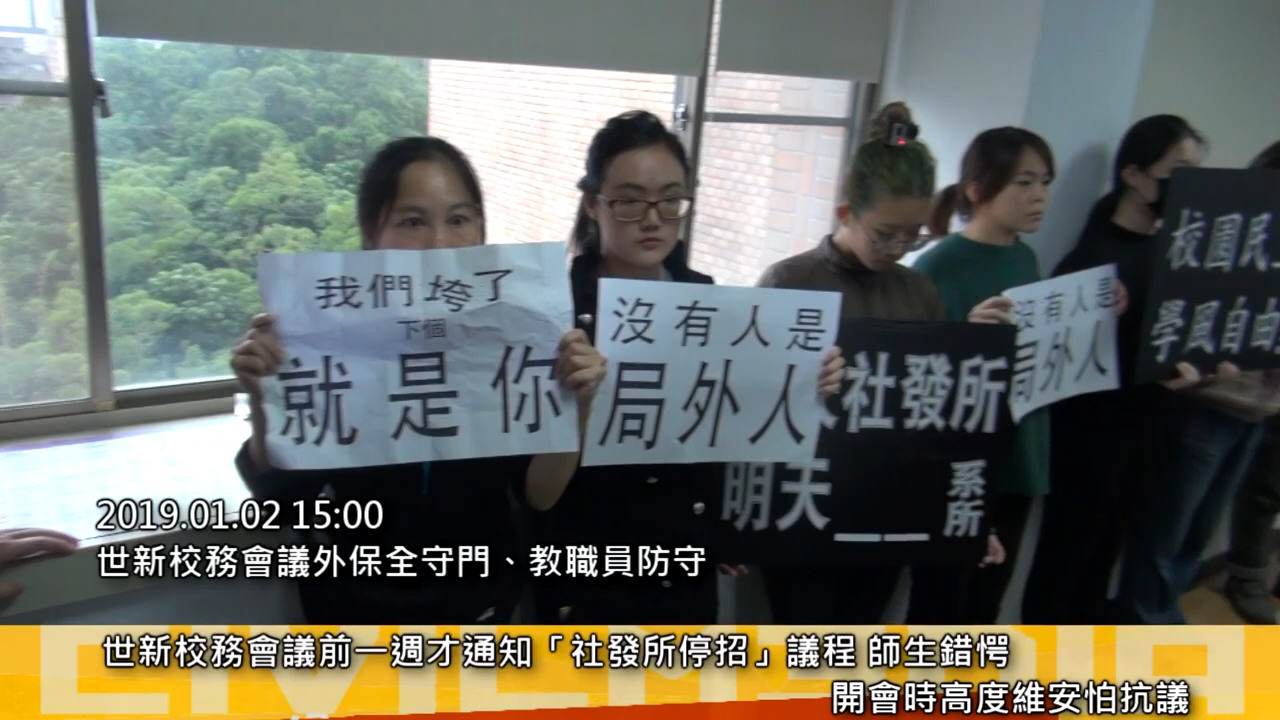 我們垮了
下個
就是你
沒有人是
局外人
社發所
明天__系所
沒有人是
局外人
校園民主
學風自由
2019.01.02 15:00
世新校務會議外保全守門、教職員防守
世新校務會議前一週才通知「社發所停招」議程 師生錯愕
開會時高度維安怕抗議